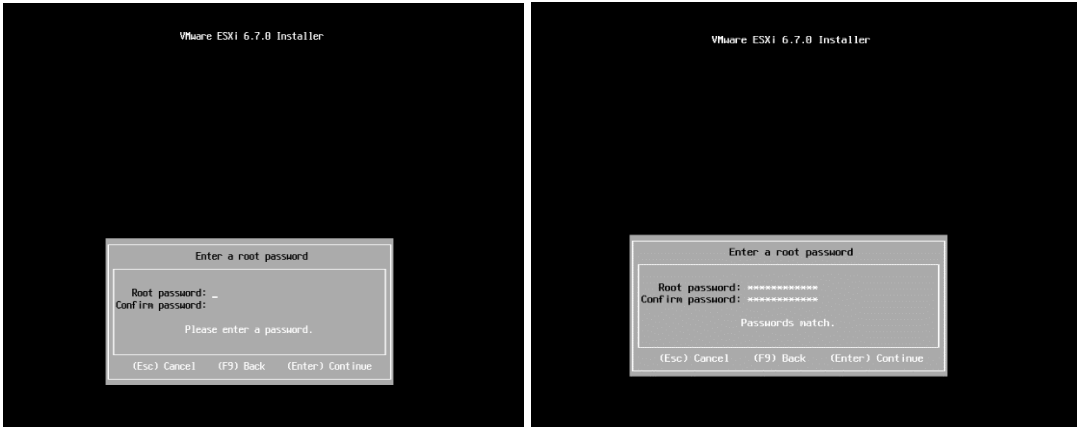 VMware ESXi 6.7.0 Installer
Enter a root password
Root password: _
Confirm password:
Please enter a password.
(Esc) Cancel (F9) Back (Enter) Continue
VMware ESXi 6.7.0 Installer
Enter a root password
Root password: ************
Confirm password: ************
Passwords match.
(Esc) Cancel (F9) Back (Enter) Continue